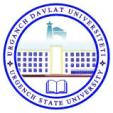 URGANCH DAVLAT UNIVERSITETI
URGENCH STATE UNIVERSITY